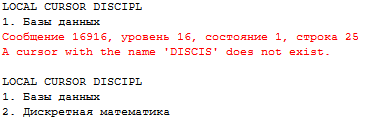 LOCAL CURSOR DISCIPL
1. Базы данных
Сообщение 16916, уровень 16, состояние 1, строка 25
A cursor with the name 'DISCIS' does not exist.
LOCAL CURSOR DISCIPL
1. Базы данных
2. Дискретная математика